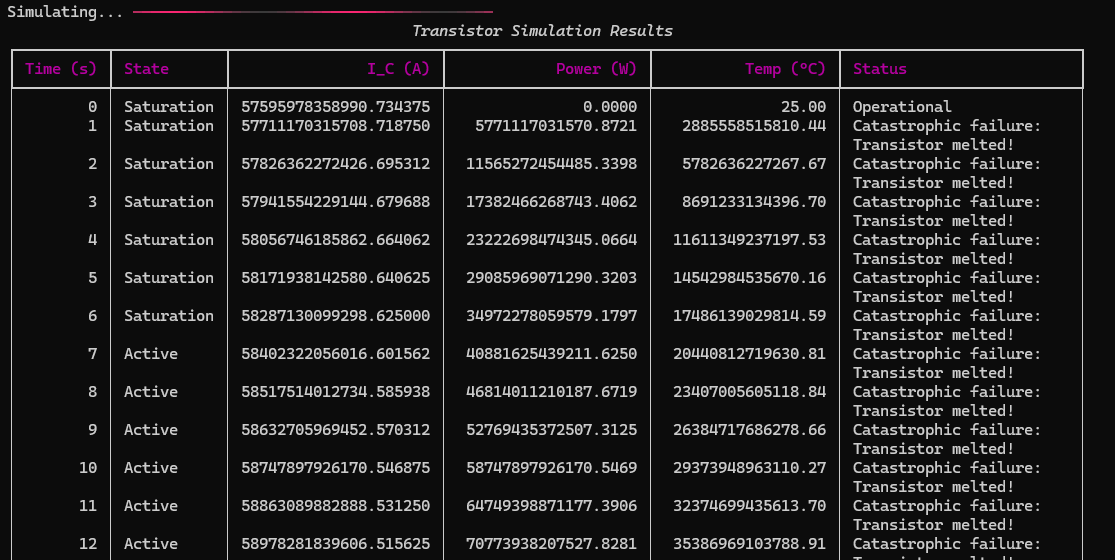 Simulating...
Transistor Simulation Results
Time (s) State I_C (A) Power (W) Temp (°C) Status
0 Saturation 57595978358990.734375 0.0000 25.00 Operational
1 Saturation 57711170315708.718750 5771117031570.8721 2885558515810.44 Catastrophic failure:
Transistor melted!
2 Saturation 57826362272426.695312 11565272454485.3398 5782636227267.67 Catastrophic failure:
Transistor melted!
3 Saturation 57941554229144.679688 17382466268743.4062 8691233134396.70 Catastrophic failure:
Transistor melted!
4 Saturation 58056746185862.664062 23222698474345.0664 11611349237197.53 Catastrophic failure:
Transistor melted!
5 Saturation 58171938142580.640625 29085969071290.3203 14542984535670.16 Catastrophic failure:
Transistor melted!
6 Saturation 58287130099298.625000 34972278059579.1797 17486139029814.59 Catastrophic failure:
Transistor melted!
7 Active 58402322056016.601562 40881625439211.6250 20440812719630.81 Catastrophic failure:
Transistor melted!
8 Active 58517514012734.585938 46814011210187.6719 23407005605118.84 Catastrophic failure:
Transistor melted!
9 Active 58632705969452.570312 52769435372507.3125 26384717686278.66 Catastrophic failure:
Transistor melted!
10 Active 58747897926170.546875 58747897926170.5469 29373948963110.27 Catastrophic failure:
Transistor melted!
11 Active 58863089882888.531250 64749398871177.3906 32374699435613.70 Catastrophic failure:
Transistor melted!
12 Active 58978281839606.515625 70773938207527.8281 35386969103788.91 Catastrophic failure:
Transistor melted!